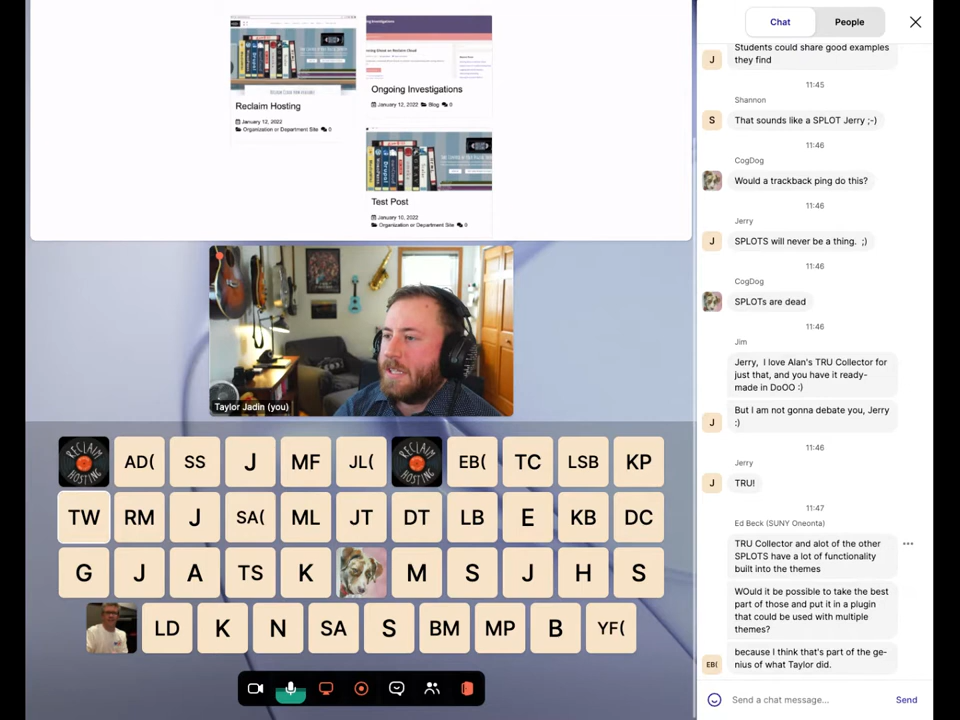 Reclaim Hosting
January 12, 2022
Organization or Department Site 0
Ongoing Investigations
January 12, 2022 Blog 0
Test Post
January 10, 2022
Organization or Department Site 0
Taylor Jadin (you)
RECLAIM HOSTING AD( SS J MF JL( RECLAIM HOSTING EB( TC LSB KP
TW RM J SA( ML JT DT LB E KB DC
G J A TS K M S J H S
LD K N SA S BM MP B YF(
Chat People
Students could share good examples
they find
J
11:45
Shannon
S That sounds like a SPLOT Jerry ;-)
11:46
CogDog
Would a trackback ping do this?
11:46
Jerry
J SPLOTS will never be a thing. ;)
11:46
CogDog
SPLOTs are dead
11:46
Jim
Jerry, I love Alan's TRU Collector for
just that, and you have it ready-
made in DoOO :)
But I am not gonna debate you, Jerry
:)
J
11:46
Jerry
J TRU!
11:47
Ed Beck (SUNY Oneonta)
TRU Collector and alot of the other
SPLOTS have a lot of functionality
built into the themes
WOuld it be possible to take the best
part of those and put it in a plugin
that could be used with multiple
themes?
because I think that's part of the ge-
nius of what Taylor did.
EB(
Send a chat message... Send